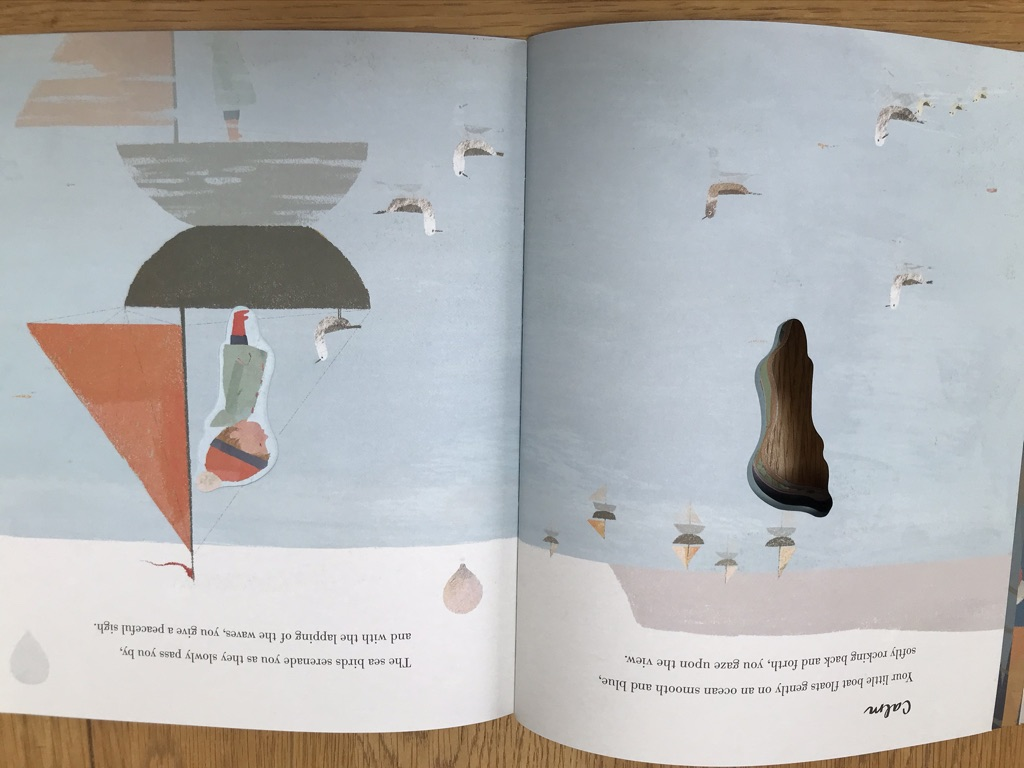 Calm
Your little boat floats gently on an ocean smooth and blue,
softly rocking back and forth, you gaze upon the view.
The sea birds serenade you as they slowly pass you by,
and with the lapping of the waves, you give a peaceful sigh.